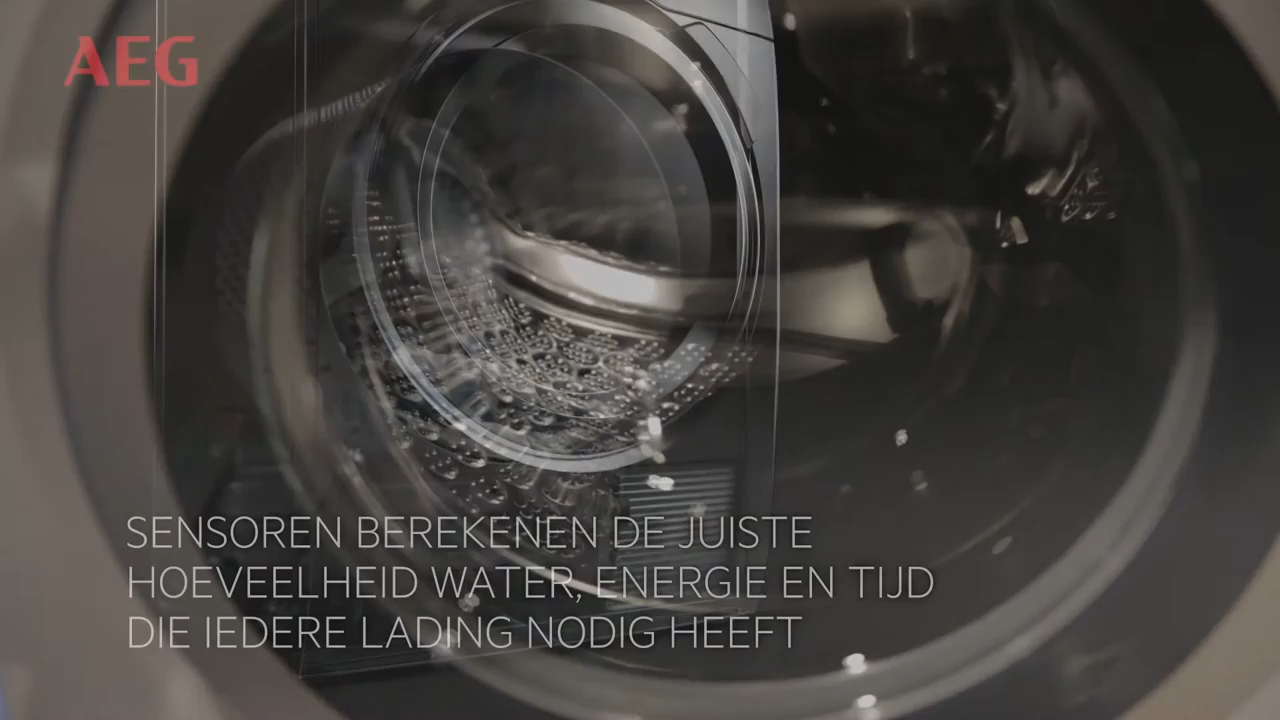 AEG
SENSOREN BEREKENEN DE JUISTE
HOEVEELHEID WATER, ENERGIE EN TIJD
DIE IEDERE LADING NODIG HEEFT